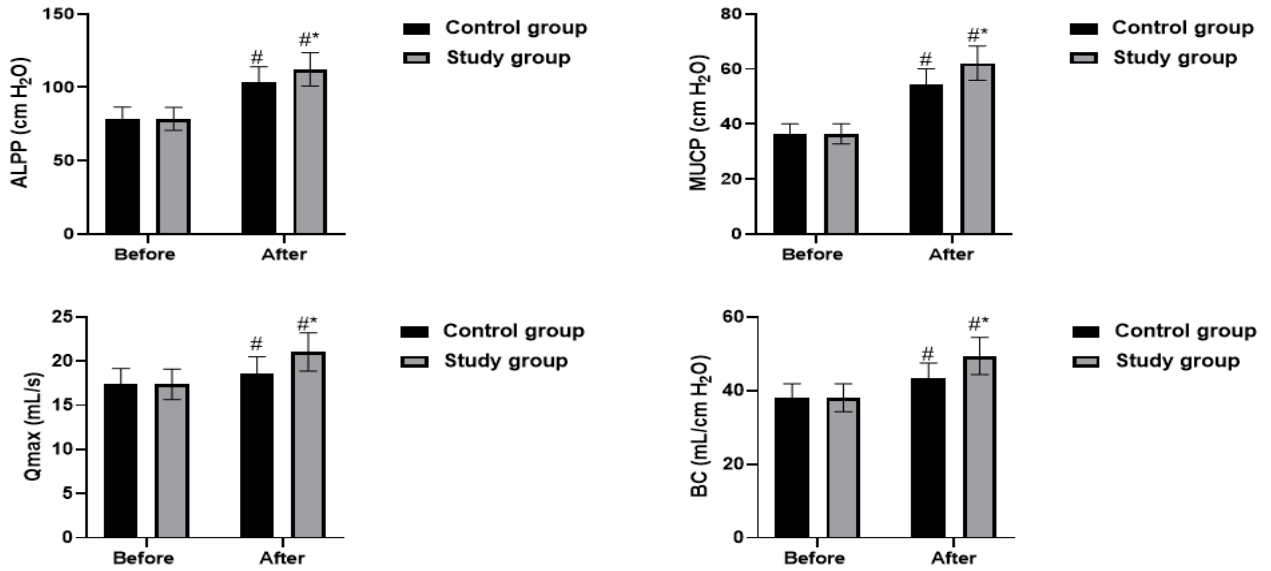 ALPP (cm H₂O)
150
100
50
0
#
#*
Before
After
Control group
Study group
MUCP (cm H₂O)
80
60
40
20
0
#
#*
Before
After
Control group
Study group
Qmax (mL/s)
25
20
15
10
5
0
#
#*
Before
After
Control group
Study group
BC (mL/cm H₂O)
60
40
20
0
#
#*
Before
After
Control group
Study group